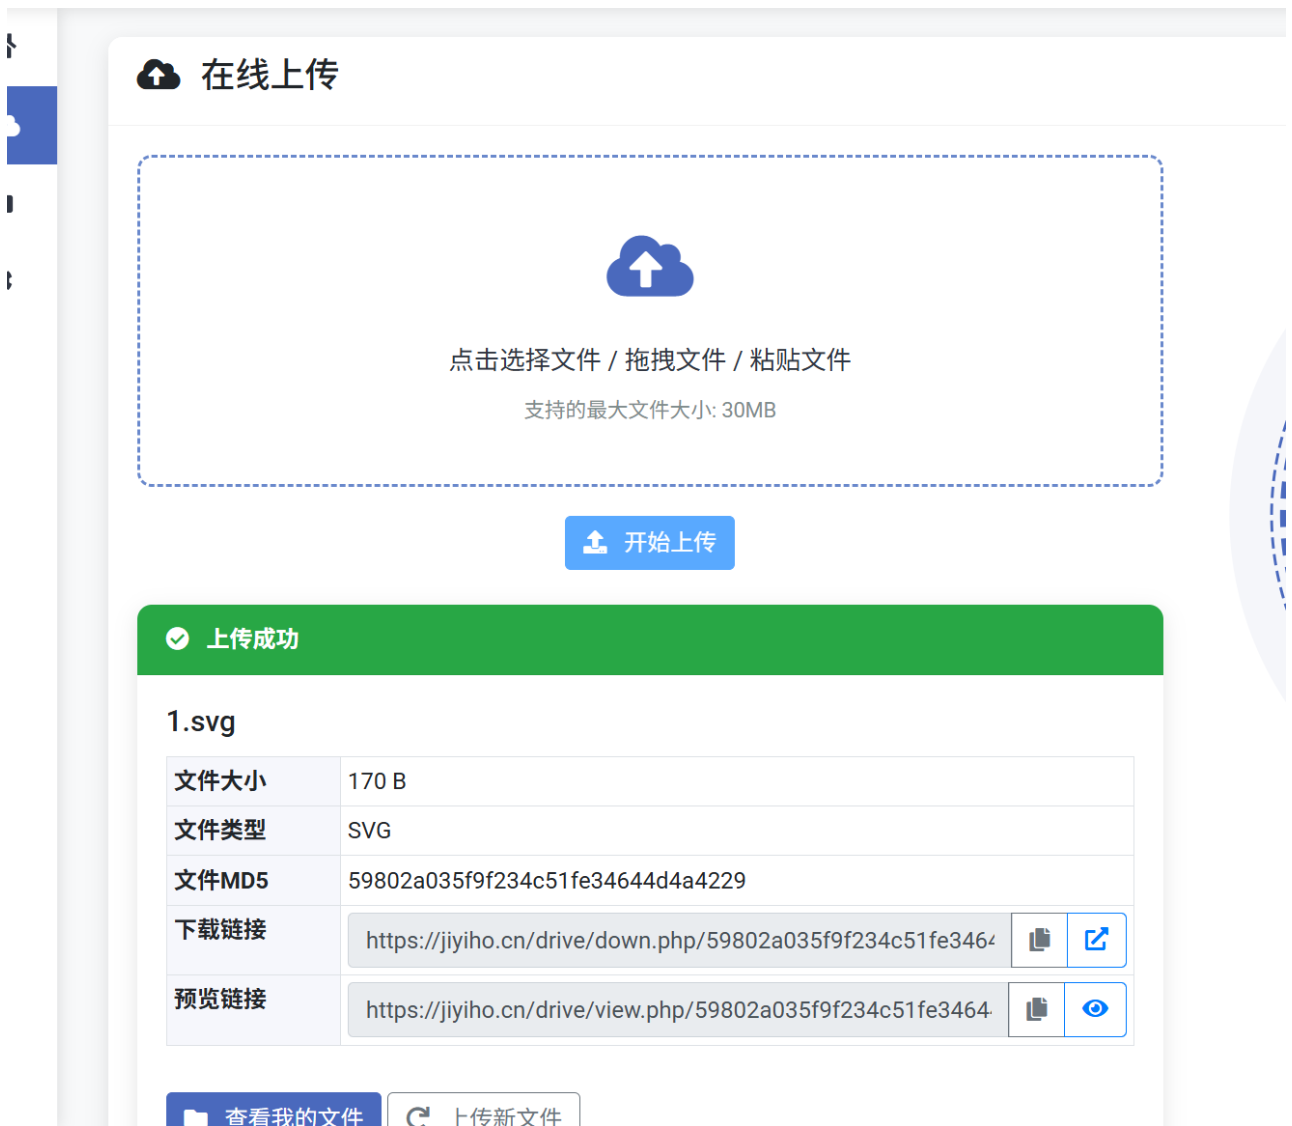 在线上传
点击选择文件 / 拖拽文件 / 粘贴文件
支持的最大文件大小: 30MB
开始上传
上传成功
1.svg
文件大小 170 B
文件类型 SVG
文件MD5 59802a035f9f234c51fe34644d4a4229
下载链接 https://jiyiho.cn/drive/down.php/59802a035f9f234c51fe3464
预览链接 https://jiyiho.cn/drive/view.php/59802a035f9f234c51fe3464
查看我的文件 上传新文件